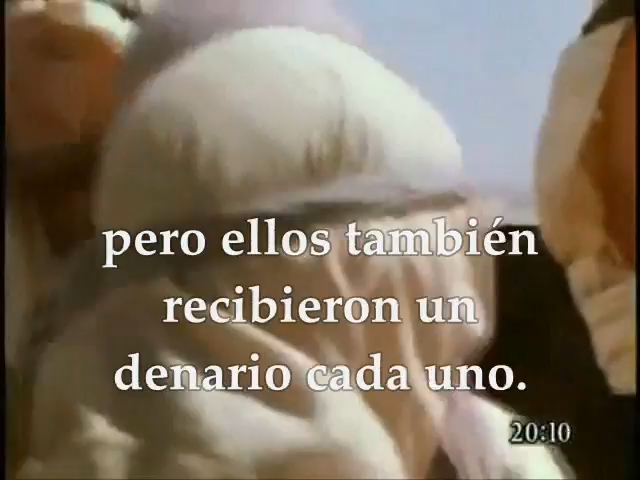 pero ellos también
recibieron un
denario cada uno.
20:10